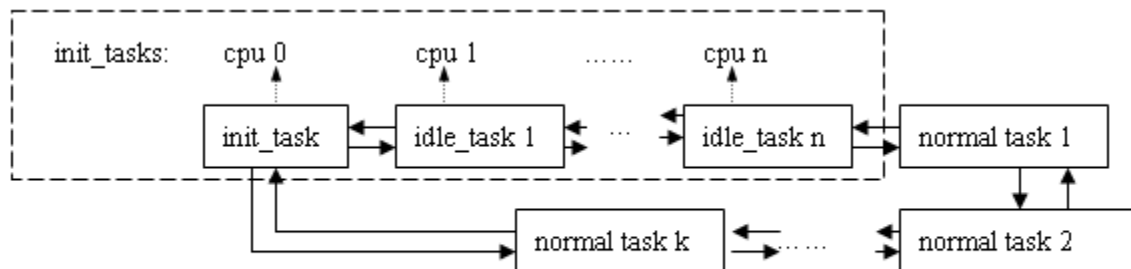 init_tasks: cpu 0 cpu 1 …… cpu n
init_task idle_task 1 … idle_task n normal task 1
normal task k …… normal task 2